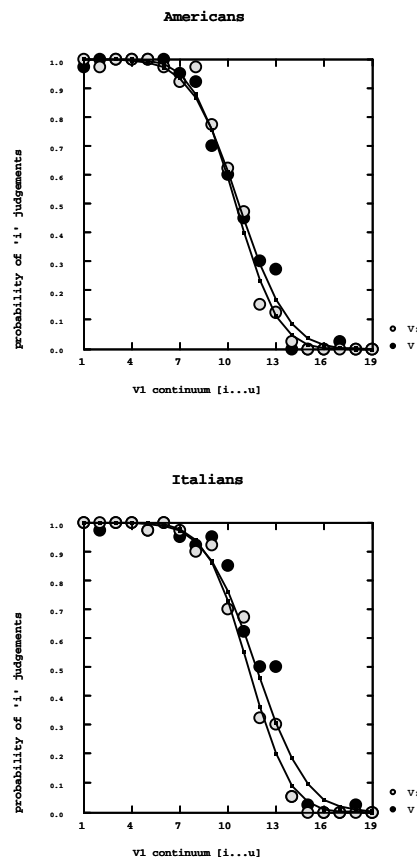 Americans
1.0
0.9
0.8
0.7
0.6
0.5
0.4
0.3
0.2
0.1
0.0
probability of 'i' judgements
1 4 7 10 13 16 19
V1 continuum [i...u]
V:
V
Italians
1.0
0.9
0.8
0.7
0.6
0.5
0.4
0.3
0.2
0.1
0.0
probability of 'i' judgements
1 4 7 10 13 16 19
V1 continuum [i...u]
V:
V